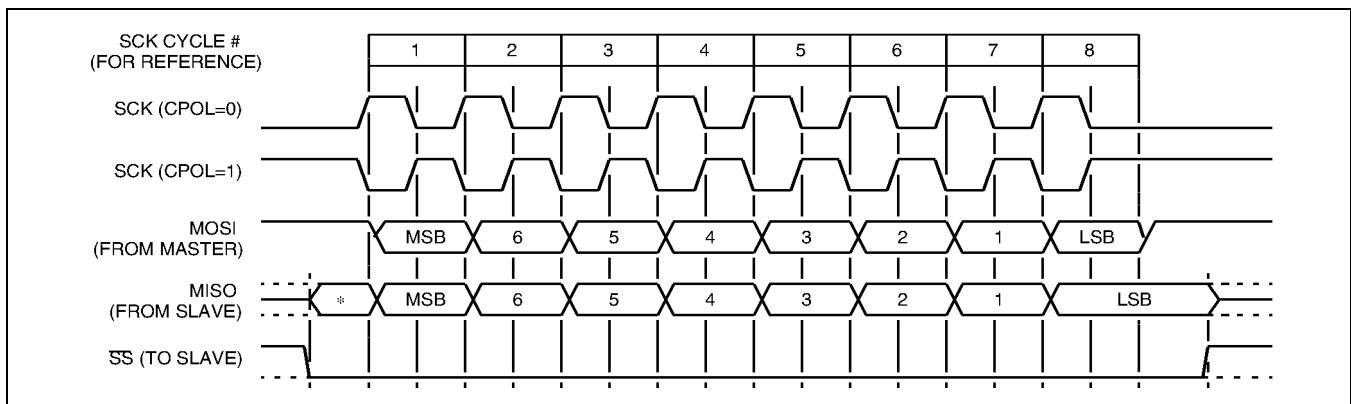 SCK CYCLE #
(FOR REFERENCE)
1 2 3 4 5 6 7 8
SCK (CPOL=0)
SCK (CPOL=1)
MOSI
(FROM MASTER)
MSB 6 5 4 3 2 1 LSB
MISO
(FROM SLAVE)
* MSB 6 5 4 3 2 1 LSB
S̅S̅ (TO SLAVE)